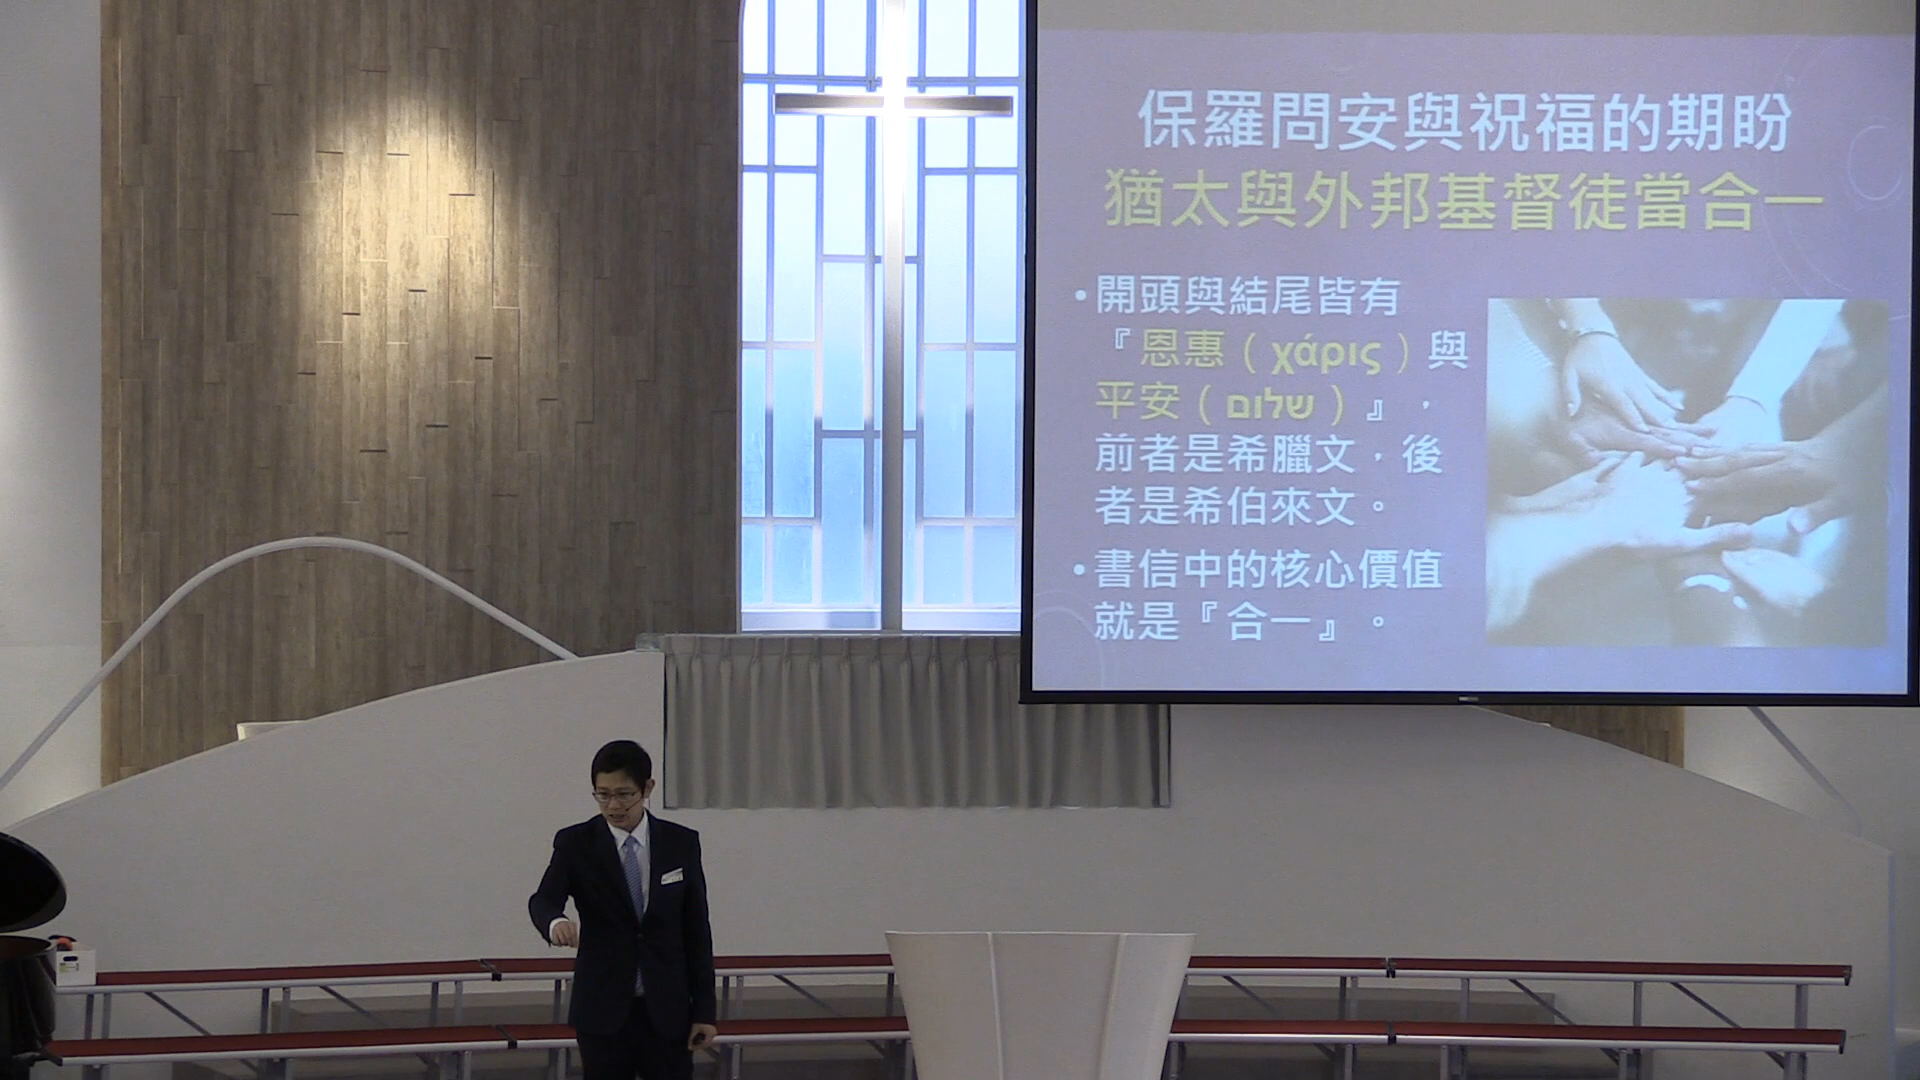 保羅問安與祝福的期盼
猶太與外邦基督徒當合一
•開頭與結尾皆有
『恩惠（χάρις）與
平安（שלום）』，
前者是希臘文，後
者是希伯來文。
•書信中的核心價值
就是『合一』。